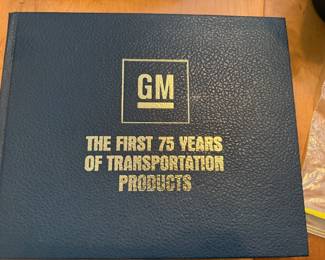 GM
THE FIRST 75 YEARS
OF TRANSPORTATION
PRODUCTS